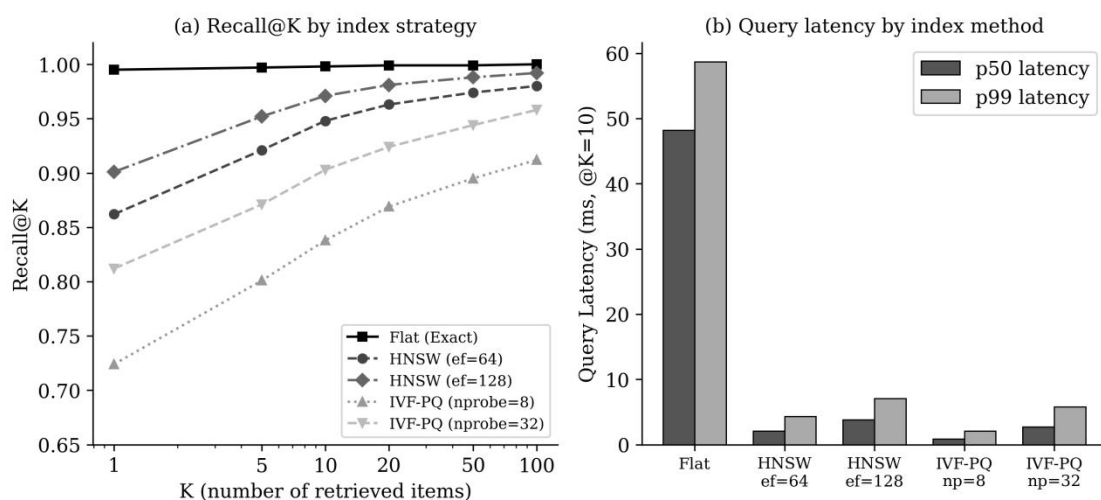 (a) Recall@K by index strategy
Recall@K
1.00
0.95
0.90
0.85
0.80
0.75
0.70
0.65
1 5 10 20 50 100
K (number of retrieved items)
Flat (Exact)
HNSW (ef=64)
HNSW (ef=128)
IVF-PQ (nprobe=8)
IVF-PQ (nprobe=32)
(b) Query latency by index method
Query Latency (ms, @K=10)
60
50
40
30
20
10
0
p50 latency
p99 latency
Flat
HNSW
ef=64
HNSW
ef=128
IVF-PQ
np=8
IVF-PQ
np=32